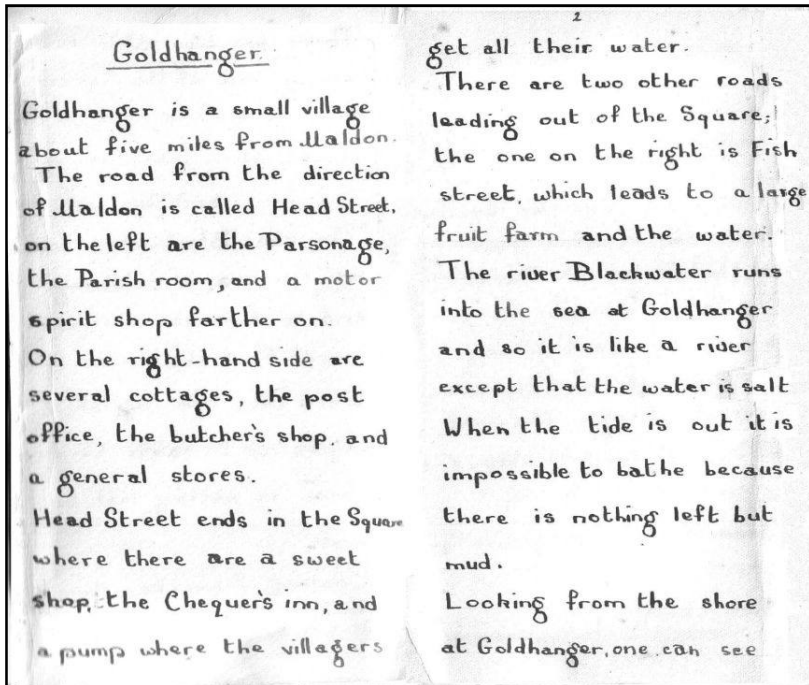 Goldhanger.
Goldhanger is a small village
about five miles from Maldon.
The road from the direction
of Maldon is called Head Street,
on the left are the Parsonage,
the Parish room, and a motor
spirit shop farther on.
On the right-hand side are
several cottages, the post
office, the butcher's shop, and
a general stores.
Head Street ends in the Square
where there are a sweet
shop, the Chequer's inn, and
a pump where the villagers
2
get all their water.
There are two other roads
leading out of the Square;
the one on the right is Fish
street, which leads to a large
fruit farm and the water.
The river Blackwater runs
into the sea at Goldhanger
and so it is like a river
except that the water is salt
When the tide is out it is
impossible to bathe because
there is nothing left but
mud.
Looking from the shore
at Goldhanger, one can see